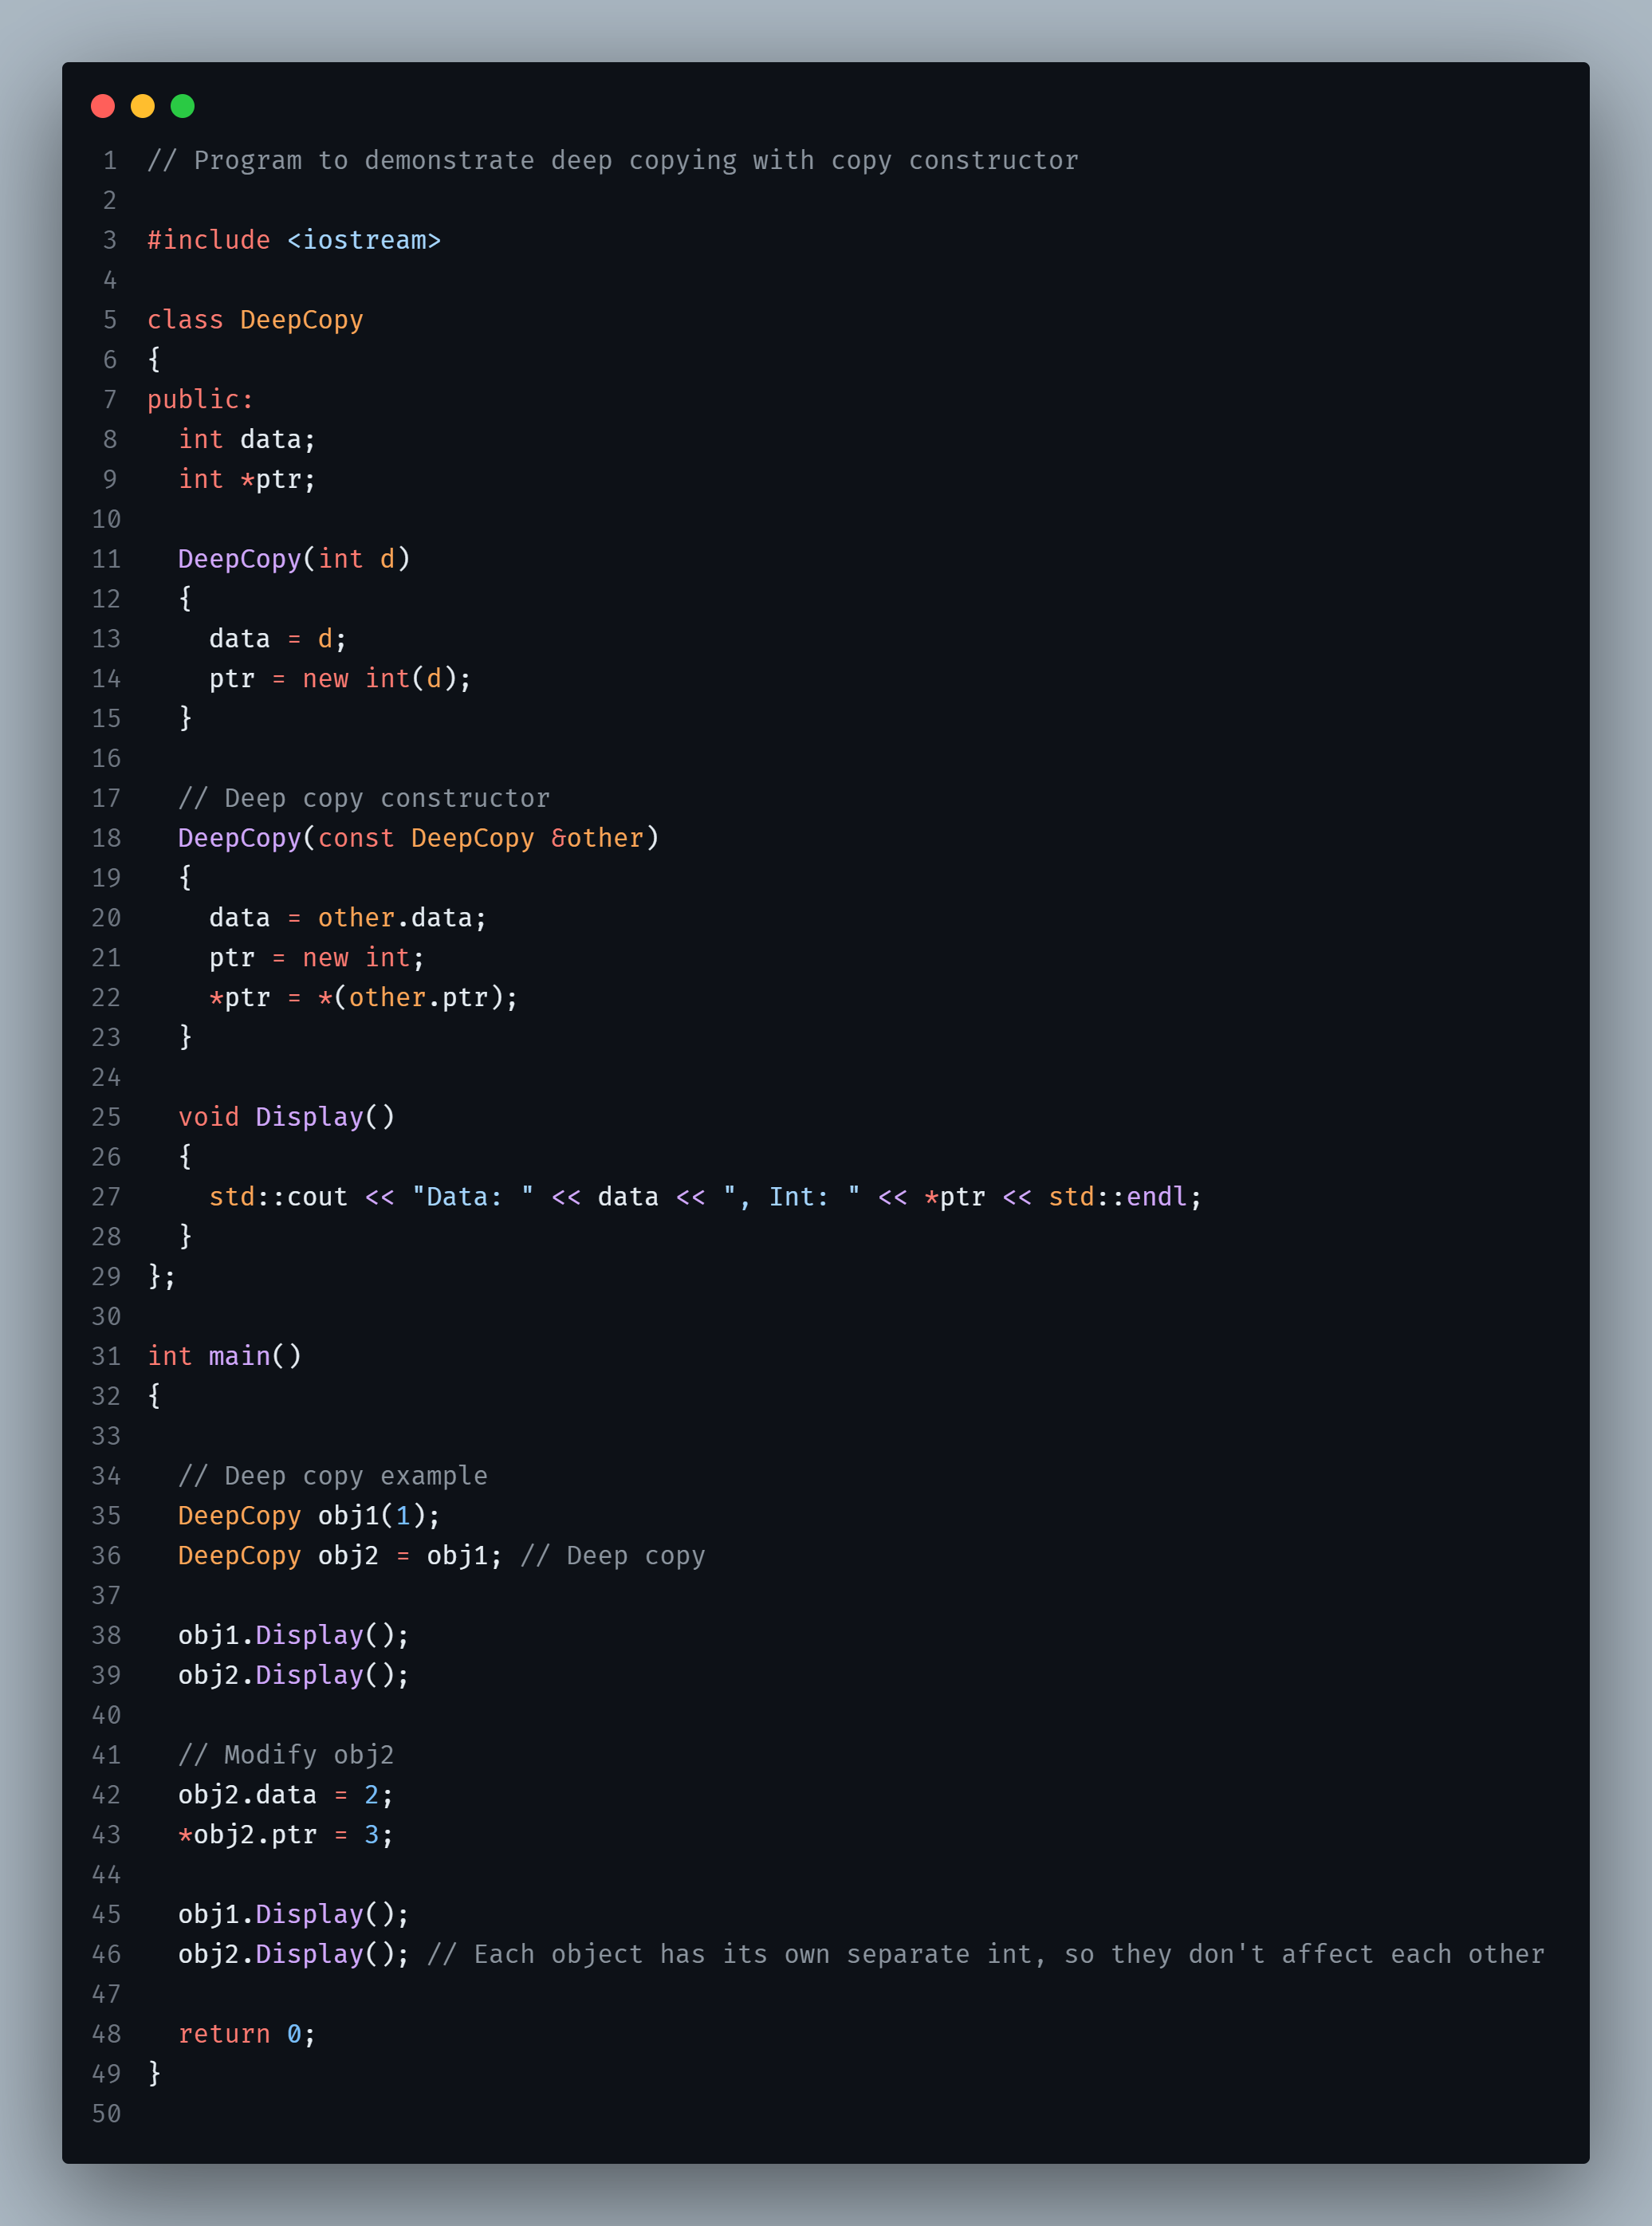 1 // Program to demonstrate deep copying with copy constructor
2
3 #include <iostream>
4
5 class DeepCopy
6 {
7 public:
8   int data;
9   int *ptr;
10
11   DeepCopy(int d)
12   {
13     data = d;
14     ptr = new int(d);
15   }
16
17   // Deep copy constructor
18   DeepCopy(const DeepCopy &other)
19   {
20     data = other.data;
21     ptr = new int;
22     *ptr = *(other.ptr);
23   }
24
25   void Display()
26   {
27     std::cout << "Data: " << data << ", Int: " << *ptr << std::endl;
28   }
29 };
30
31 int main()
32 {
33
34   // Deep copy example
35   DeepCopy obj1(1);
36   DeepCopy obj2 = obj1; // Deep copy
37
38   obj1.Display();
39   obj2.Display();
40
41   // Modify obj2
42   obj2.data = 2;
43   *obj2.ptr = 3;
44
45   obj1.Display();
46   obj2.Display(); // Each object has its own separate int, so they don't affect each other
47
48   return 0;
49 }
50